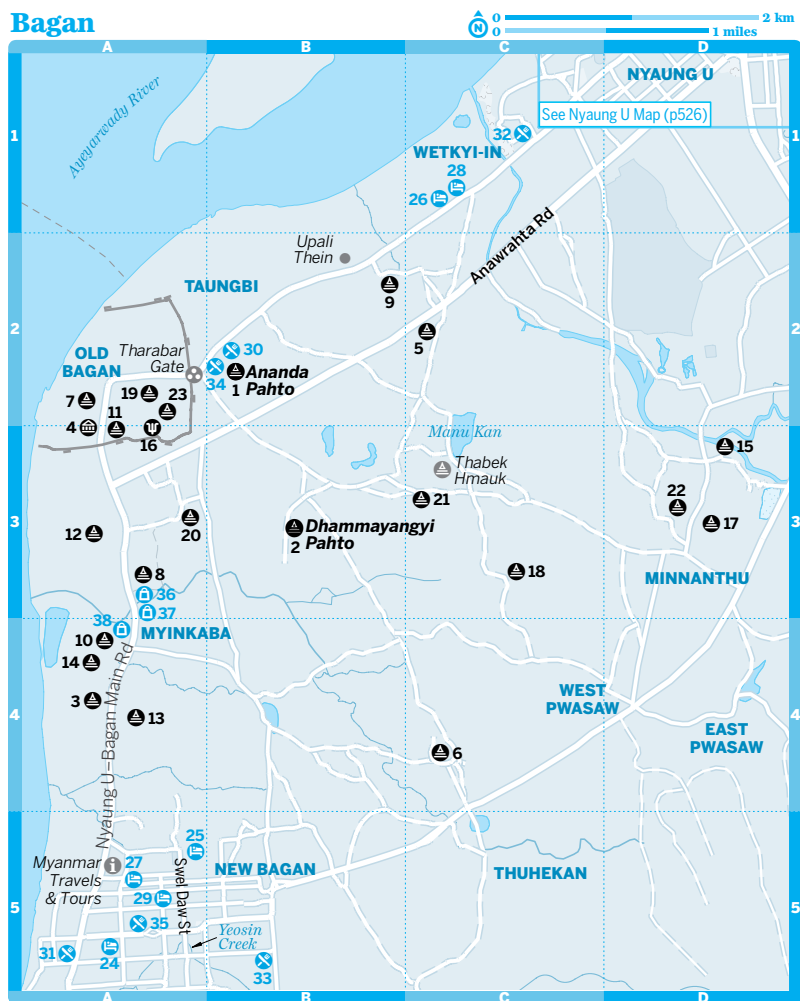 Bagan
N
0 2 km
0 1 miles
A B C D
Ayeyarwady River
NYAUNG U
See Nyaung U Map (p526)
1 1
32
WETKYI-IN
28
26
Upali
Thein
Anawrahta Rd
TAUNGBI
9
2 2
5
OLD
BAGAN
Tharabar
Gate
30
34
Ananda
1 Pahto
7
19
23
4
11
16
Manu Kan
Thabek
Hmauk
15
22
17
21
3 3
12
20
Dhammayangyi
2 Pahto
8
18
36
37
38
MINNANTHU
MYINKABA
10
14
3
13
Nyaung U–Bagan Main Rd
4 4
WEST
PWASAW
EAST
PWASAW
6
25
Myanmar
Travels
& Tours
27
29
Swel Daw St
NEW BAGAN
THUHEKAN
5 5
35
Yeosin
Creek
31
24
33
A B C D